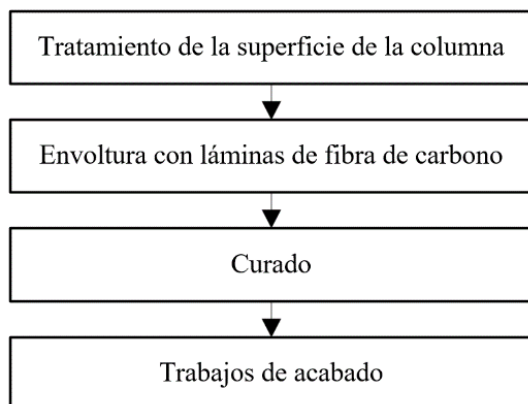 Tratamiento de la superficie de la columna
Envoltura con láminas de fibra de carbono
Curado
Trabajos de acabado